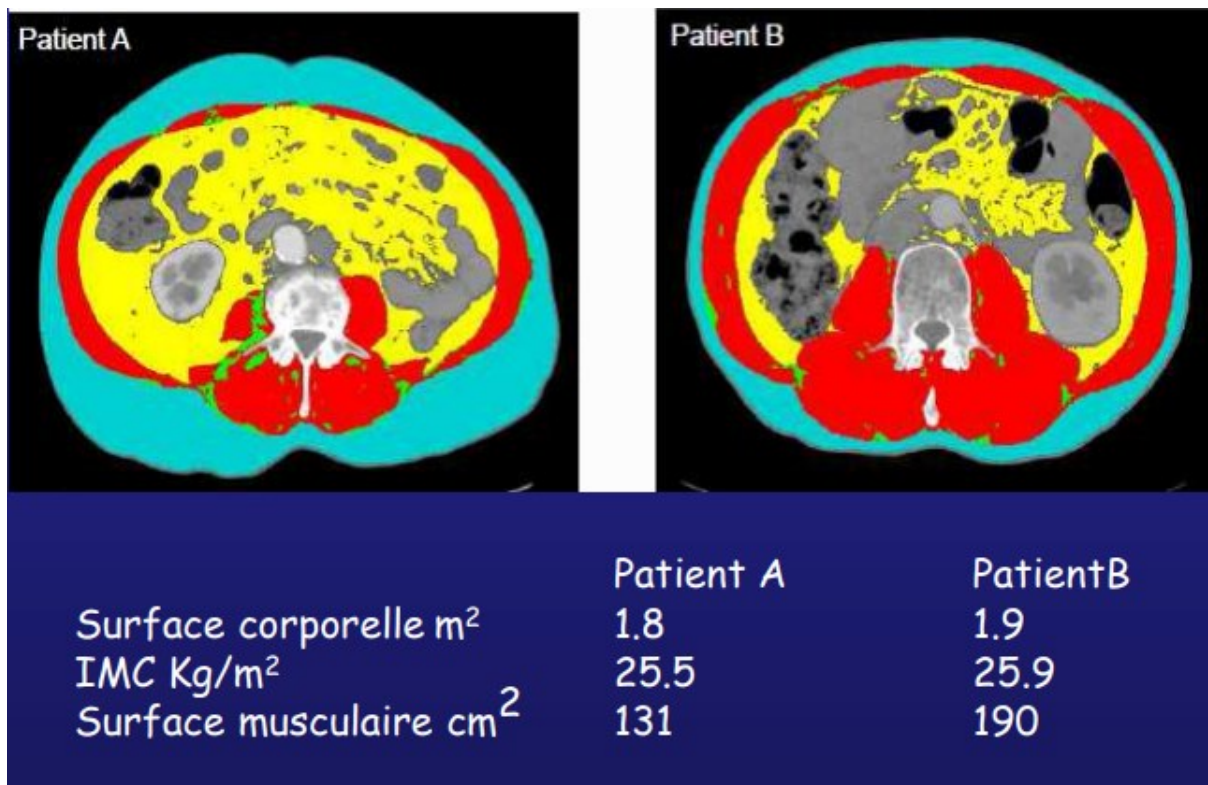 Patient A
Patient B
Patient A PatientB
Surface corporelle m² 1.8 1.9
IMC Kg/m² 25.5 25.9
Surface musculaire cm² 131 190